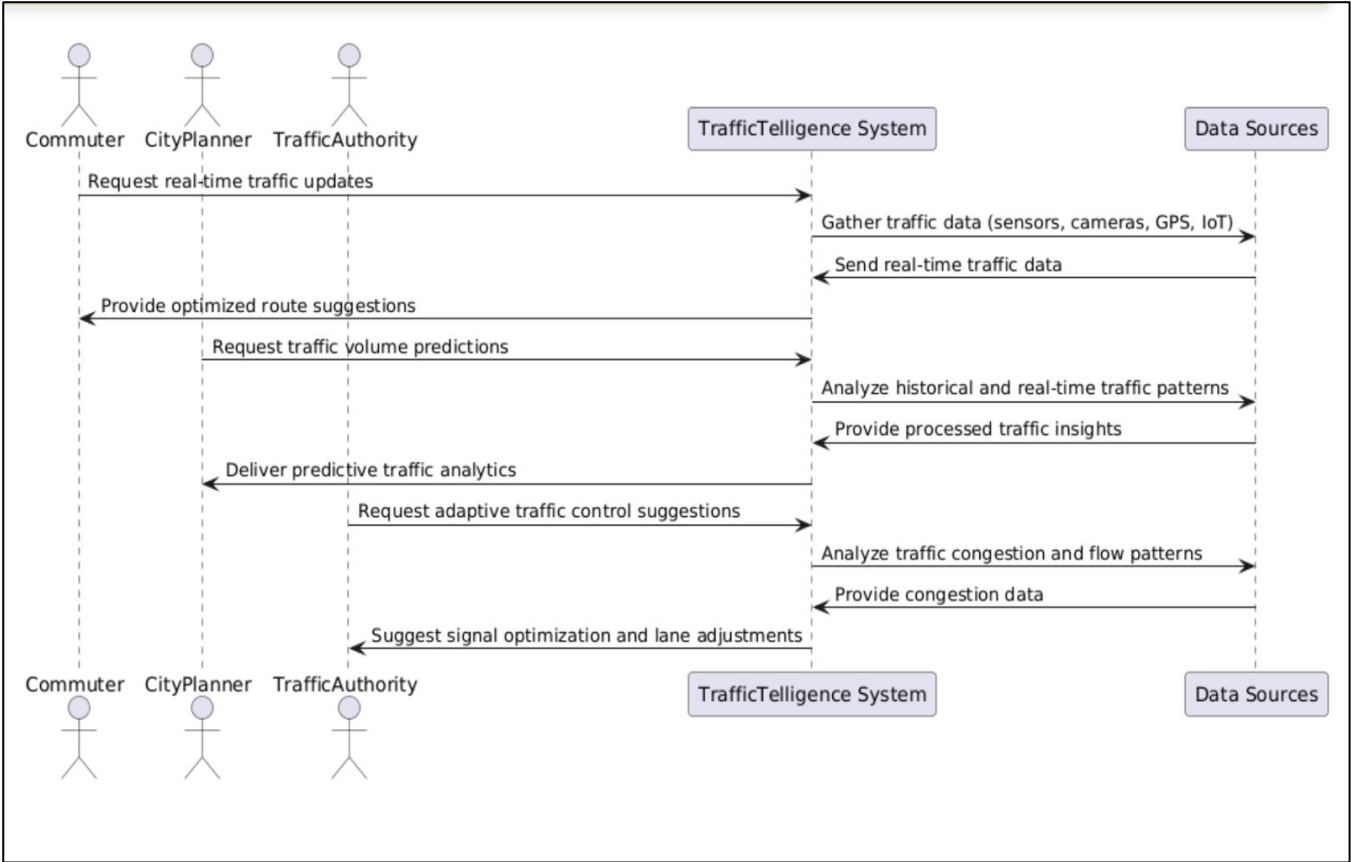 Commuter CityPlanner TrafficAuthority TrafficTelligence System Data Sources
Request real-time traffic updates
Gather traffic data (sensors, cameras, GPS, IoT)
Send real-time traffic data
Provide optimized route suggestions
Request traffic volume predictions
Analyze historical and real-time traffic patterns
Provide processed traffic insights
Deliver predictive traffic analytics
Request adaptive traffic control suggestions
Analyze traffic congestion and flow patterns
Provide congestion data
Suggest signal optimization and lane adjustments
Commuter CityPlanner TrafficAuthority TrafficTelligence System Data Sources